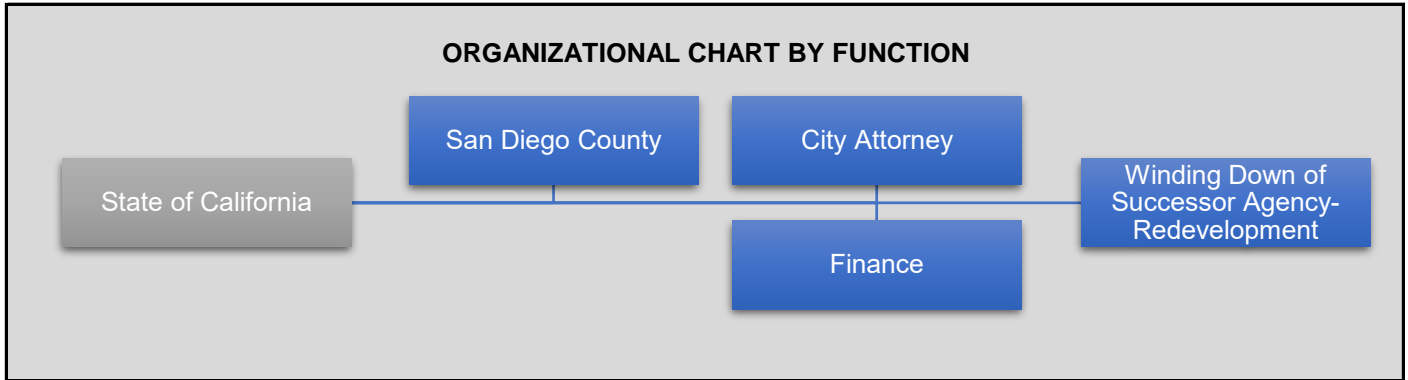 ORGANIZATIONAL CHART BY FUNCTION
San Diego County
City Attorney
State of California
Winding Down of
Successor Agency-
Redevelopment
Finance